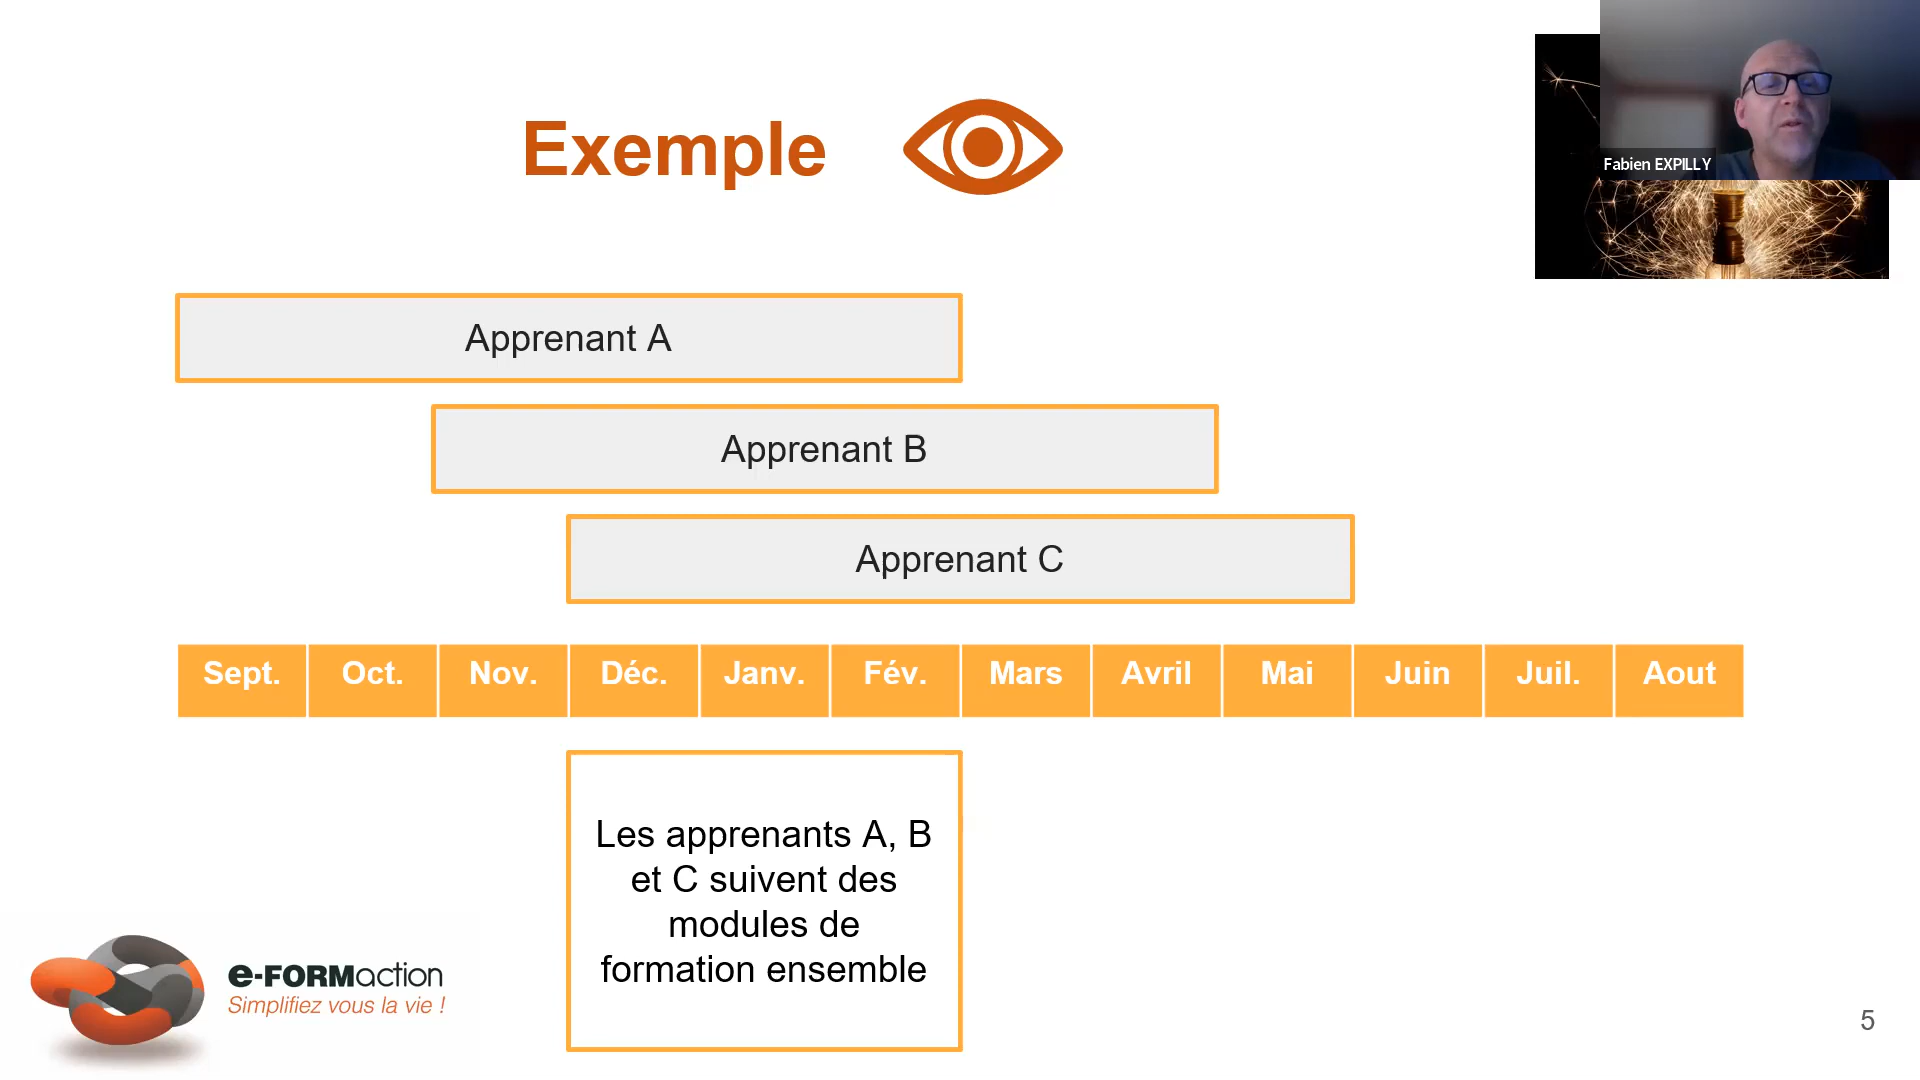 Exemple
Fabien EXPILLY
Apprenant A
Apprenant B
Apprenant C
Sept. Oct. Nov. Déc. Janv. Fév. Mars Avril Mai Juin Juil. Aout
Les apprenants A, B
et C suivent des
modules de
formation ensemble
e-FORMaction
Simplifiez vous la vie !
5